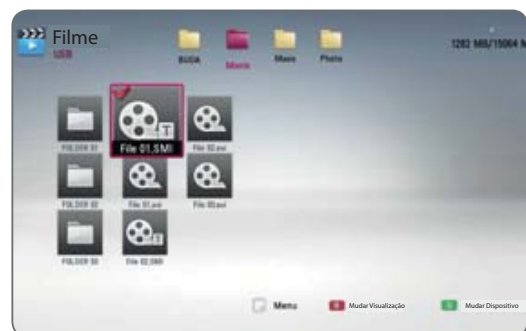 Filme
USB
1282 MB/15064 M
BUDA
Movie
Music
Photo
FOLDER 01
File 01.SMI
File 02.avi
FOLDER 02
File 01.avi
File 03.avi
FOLDER 03
File 02.SMI
Menu
Mudar Visualização
Mudar Dispositivo